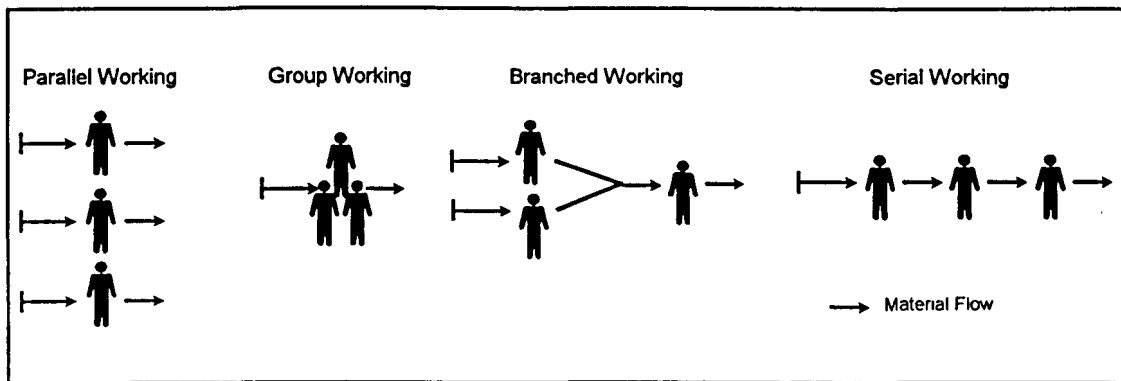 Parallel Working
Group Working
Branched Working
Serial Working
Material Flow